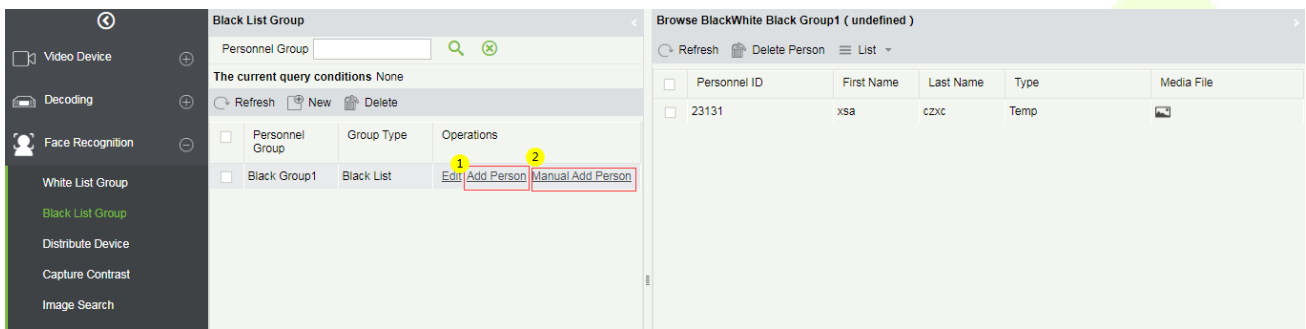 Video Device
Decoding
Face Recognition
White List Group
Black List Group
Distribute Device
Capture Contrast
Image Search
Black List Group
Personnel Group
The current query conditions None
Refresh New Delete
Personnel Group Group Type Operations
1 2
Black Group1 Black List Edit Add Person Manual Add Person
Browse BlackWhite Black Group1 ( undefined )
Refresh Delete Person List
Personnel ID First Name Last Name Type Media File
23131 xsa czxc Temp